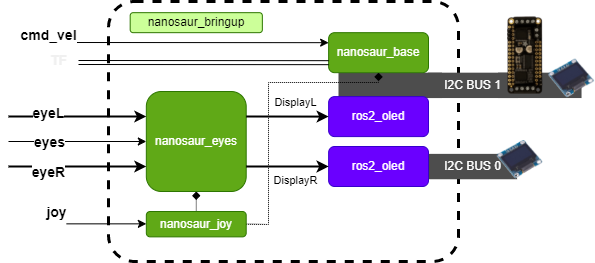 nanosaur_bringup
cmd_vel
TF
nanosaur_base
I2C BUS 1
DisplayL
eyeL
eyes
eyeR
nanosaur_eyes
ros2_oled
ros2_oled
I2C BUS 0
DisplayR
joy
nanosaur_joy